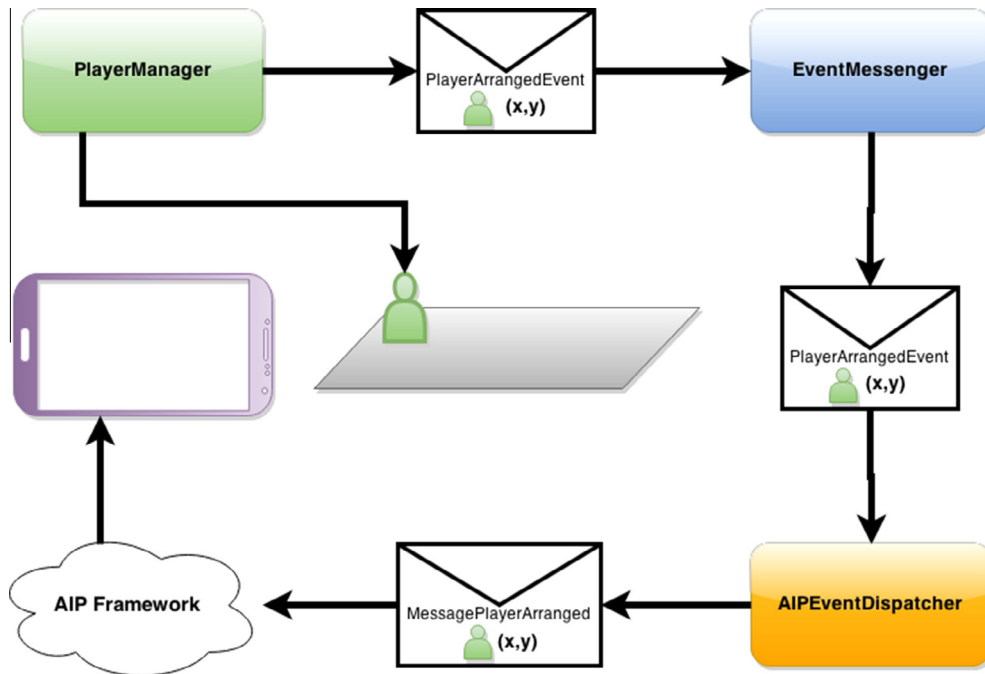 PlayerManager
PlayerArrangedEvent
(x,y)
EventMessenger
PlayerArrangedEvent
(x,y)
AIP Framework
MessagePlayerArranged
(x,y)
AIPEventDispatcher